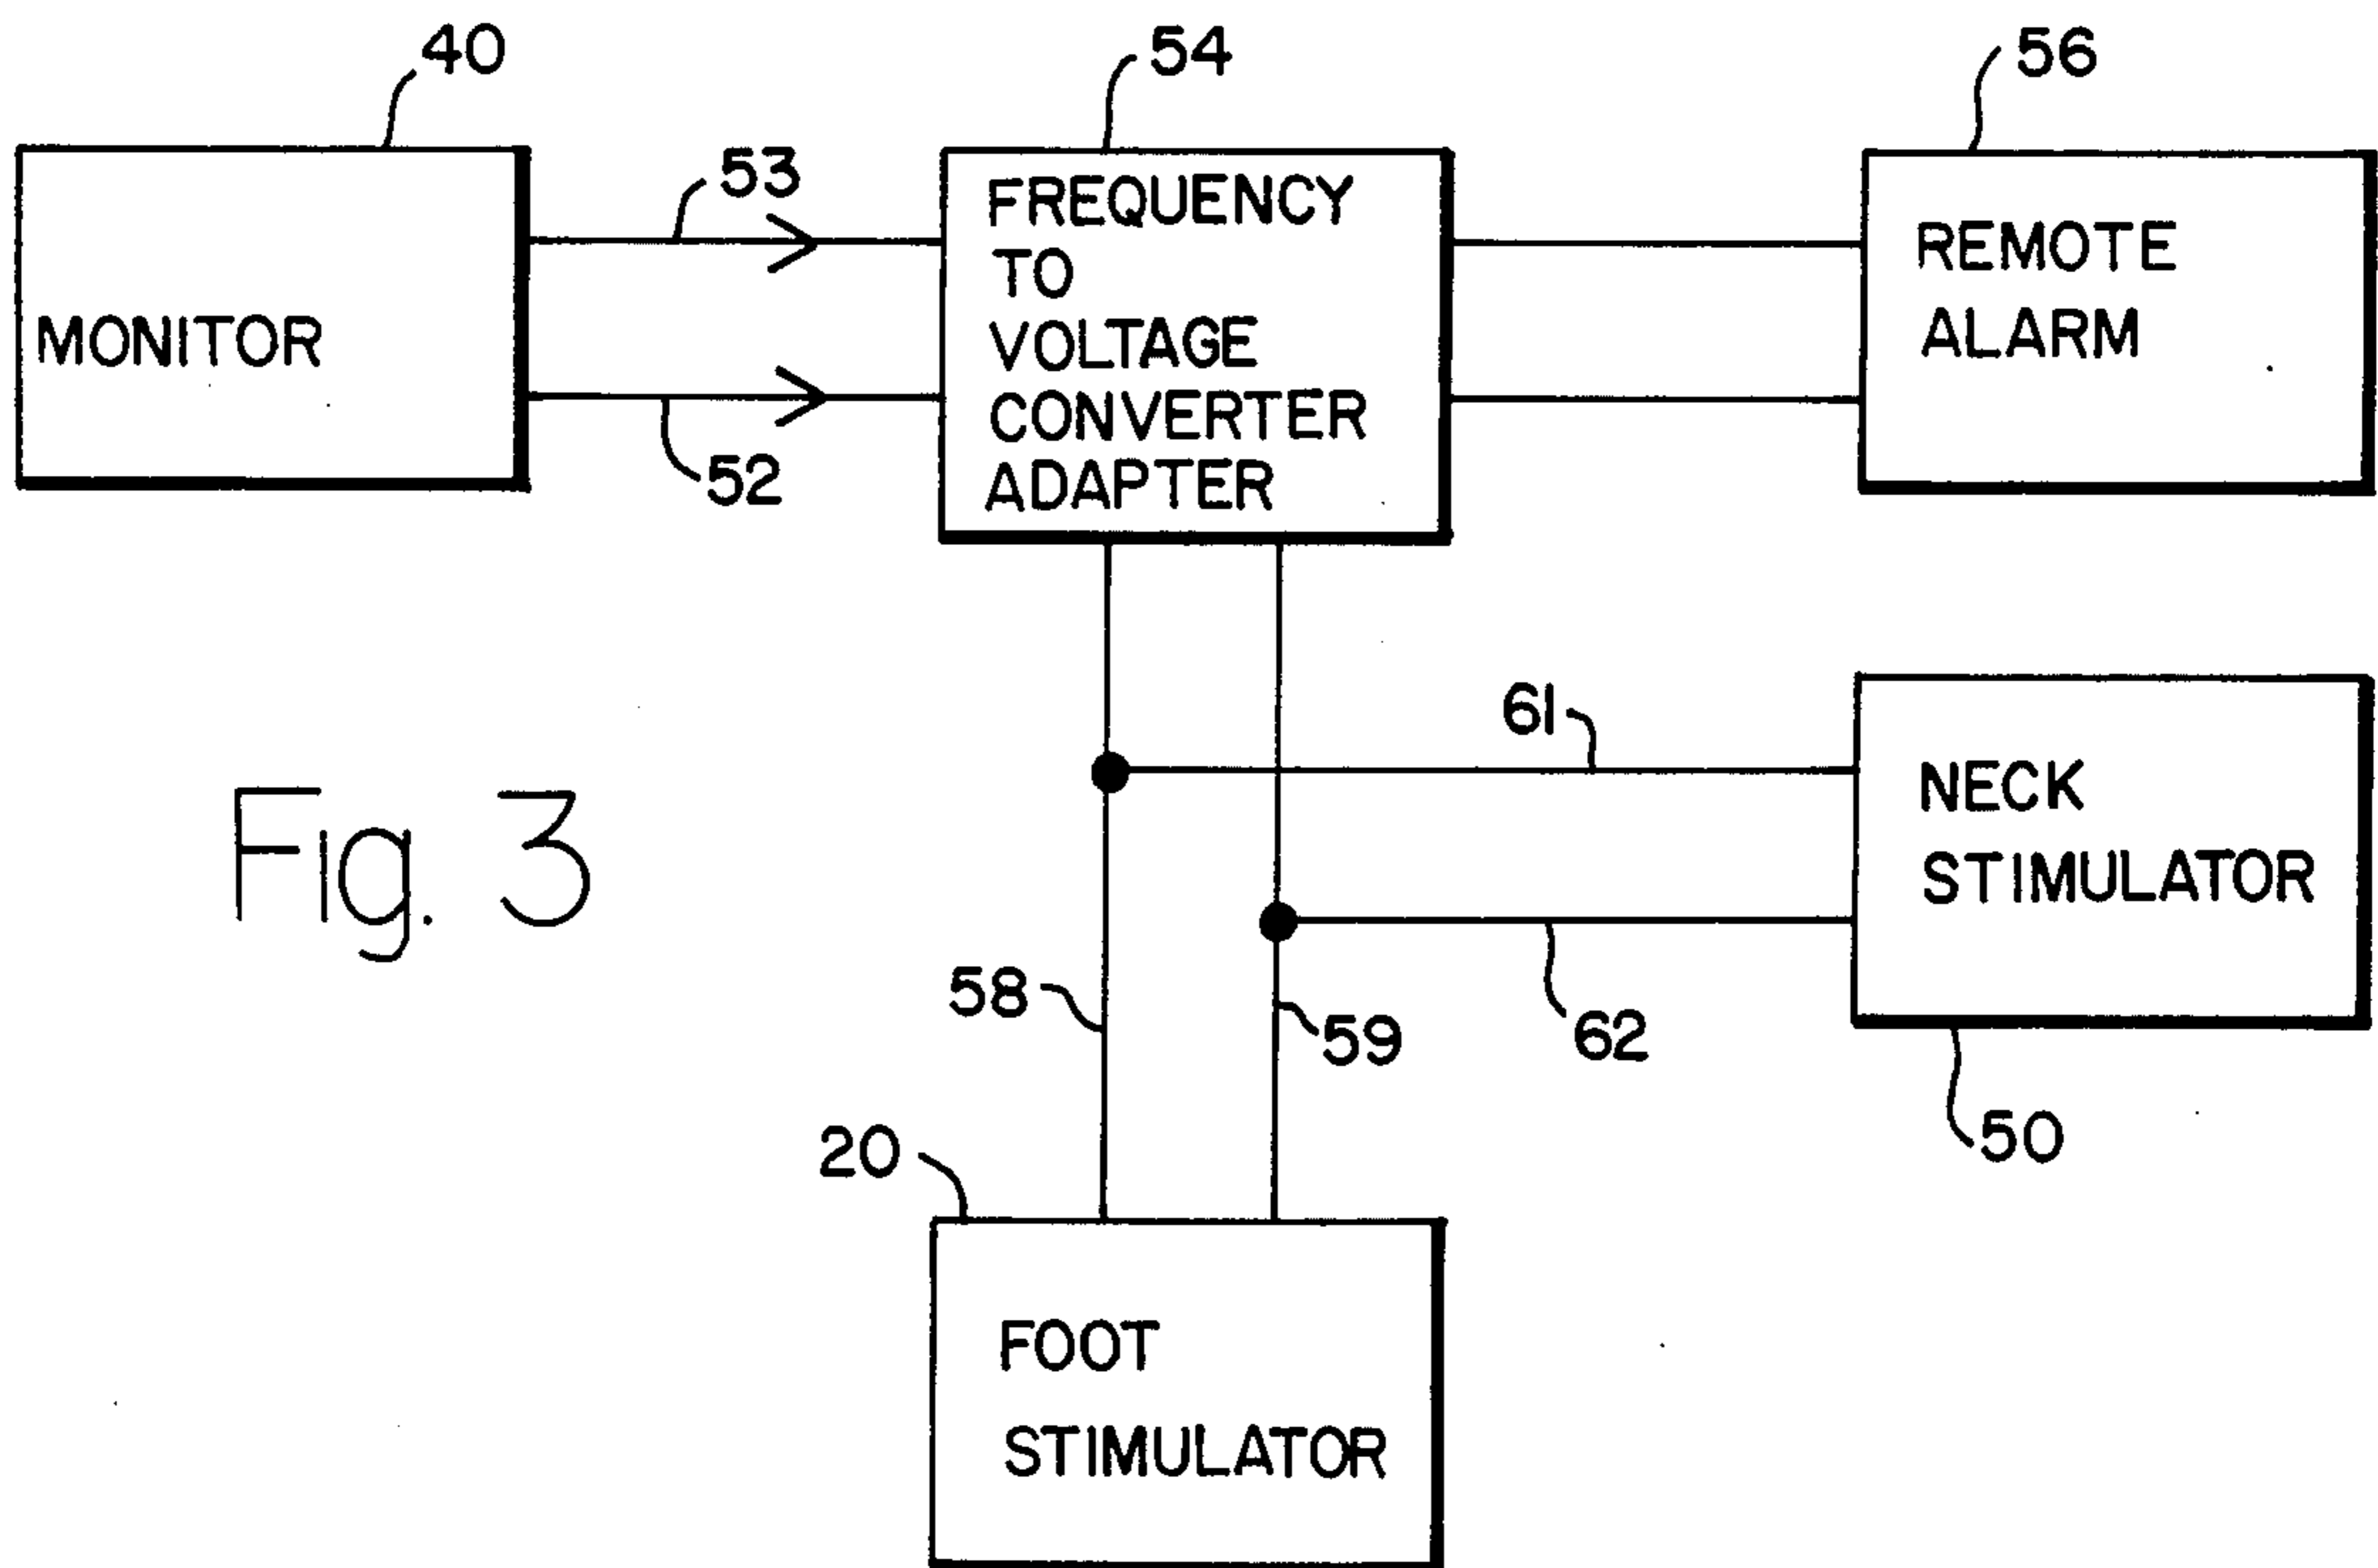 40
54
56
53
MONITOR
52
FREQUENCY
TO
VOLTAGE
CONVERTER
ADAPTER
REMOTE
ALARM
61
NECK
STIMULATOR
Fig. 3
58
59
62
50
20
FOOT
STIMULATOR